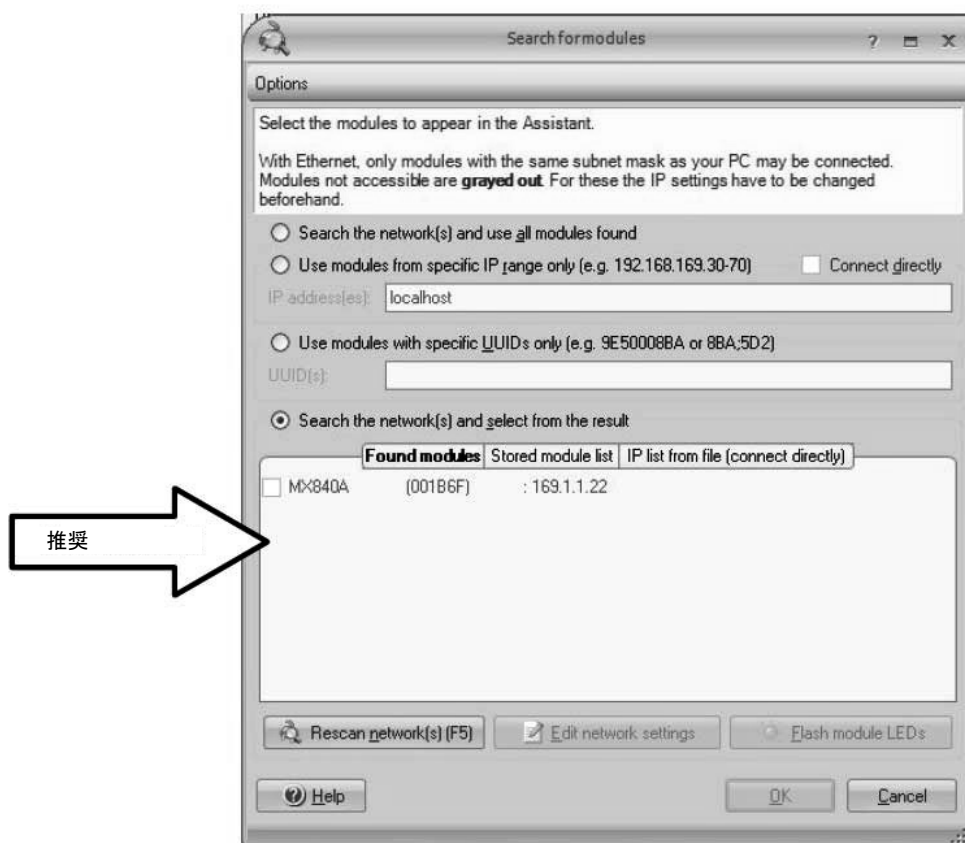 Search for modules
Options
Select the modules to appear in the Assistant.
With Ethernet, only modules with the same subnet mask as your PC may be connected.
Modules not accessible are grayed out. For these the IP settings have to be changed
beforehand.
Search the network(s) and use all modules found
Use modules from specific IP range only (e.g. 192.168.169.30-70) Connect directly
IP address(es): localhost
Use modules with specific UUIDs only (e.g. 9E50008BA or 8BA;5D2)
UUID(s):
Search the network(s) and select from the result
Found modules Stored module list IP list from file (connect directly)
MX840A (001B6F) : 169.1.1.22
推奨
Rescan network(s) (F5) Edit network settings Flash module LEDs
Help OK Cancel